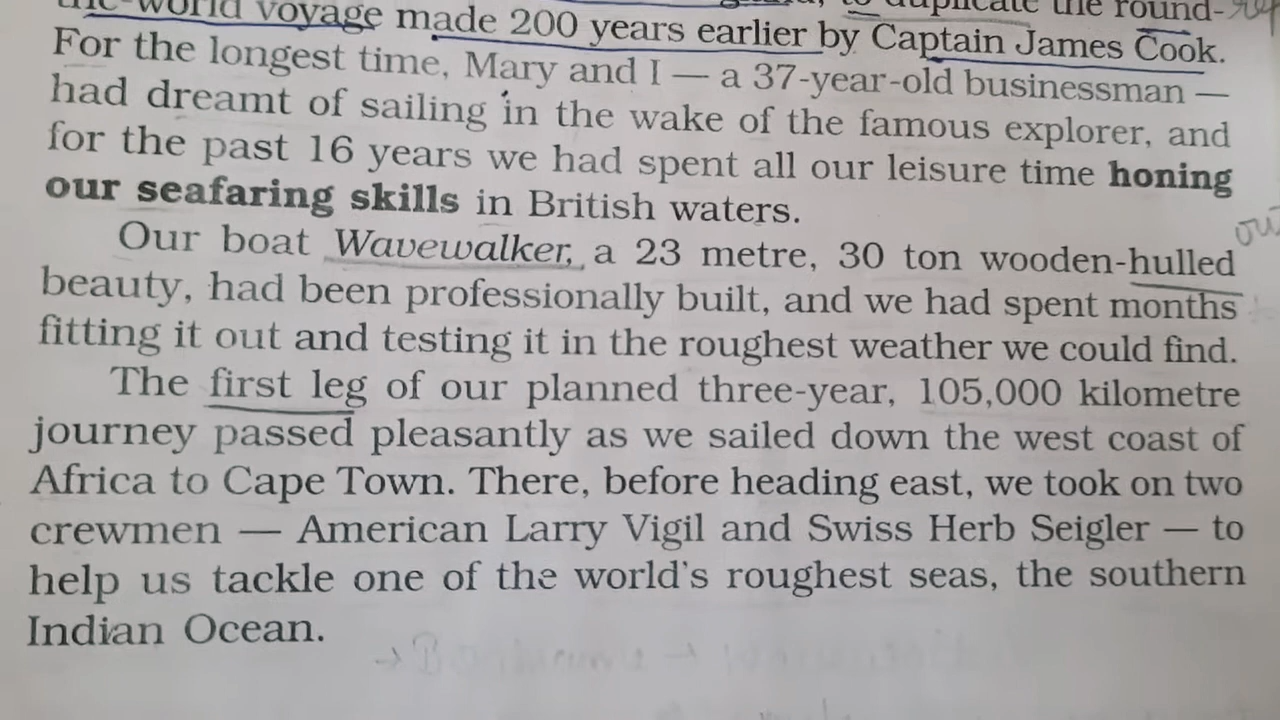 the-world voyage made 200 years earlier by Captain James Cook.
For the longest time, Mary and I — a 37-year-old businessman —
had dreamt of sailing in the wake of the famous explorer, and
for the past 16 years we had spent all our leisure time honing
our seafaring skills in British waters.
Our boat Wavewalker, a 23 metre, 30 ton wooden-hulled
beauty, had been professionally built, and we had spent months
fitting it out and testing it in the roughest weather we could find.
The first leg of our planned three-year, 105,000 kilometre
journey passed pleasantly as we sailed down the west coast of
Africa to Cape Town. There, before heading east, we took on two
crewmen — American Larry Vigil and Swiss Herb Seigler — to
help us tackle one of the world's roughest seas, the southern
Indian Ocean.